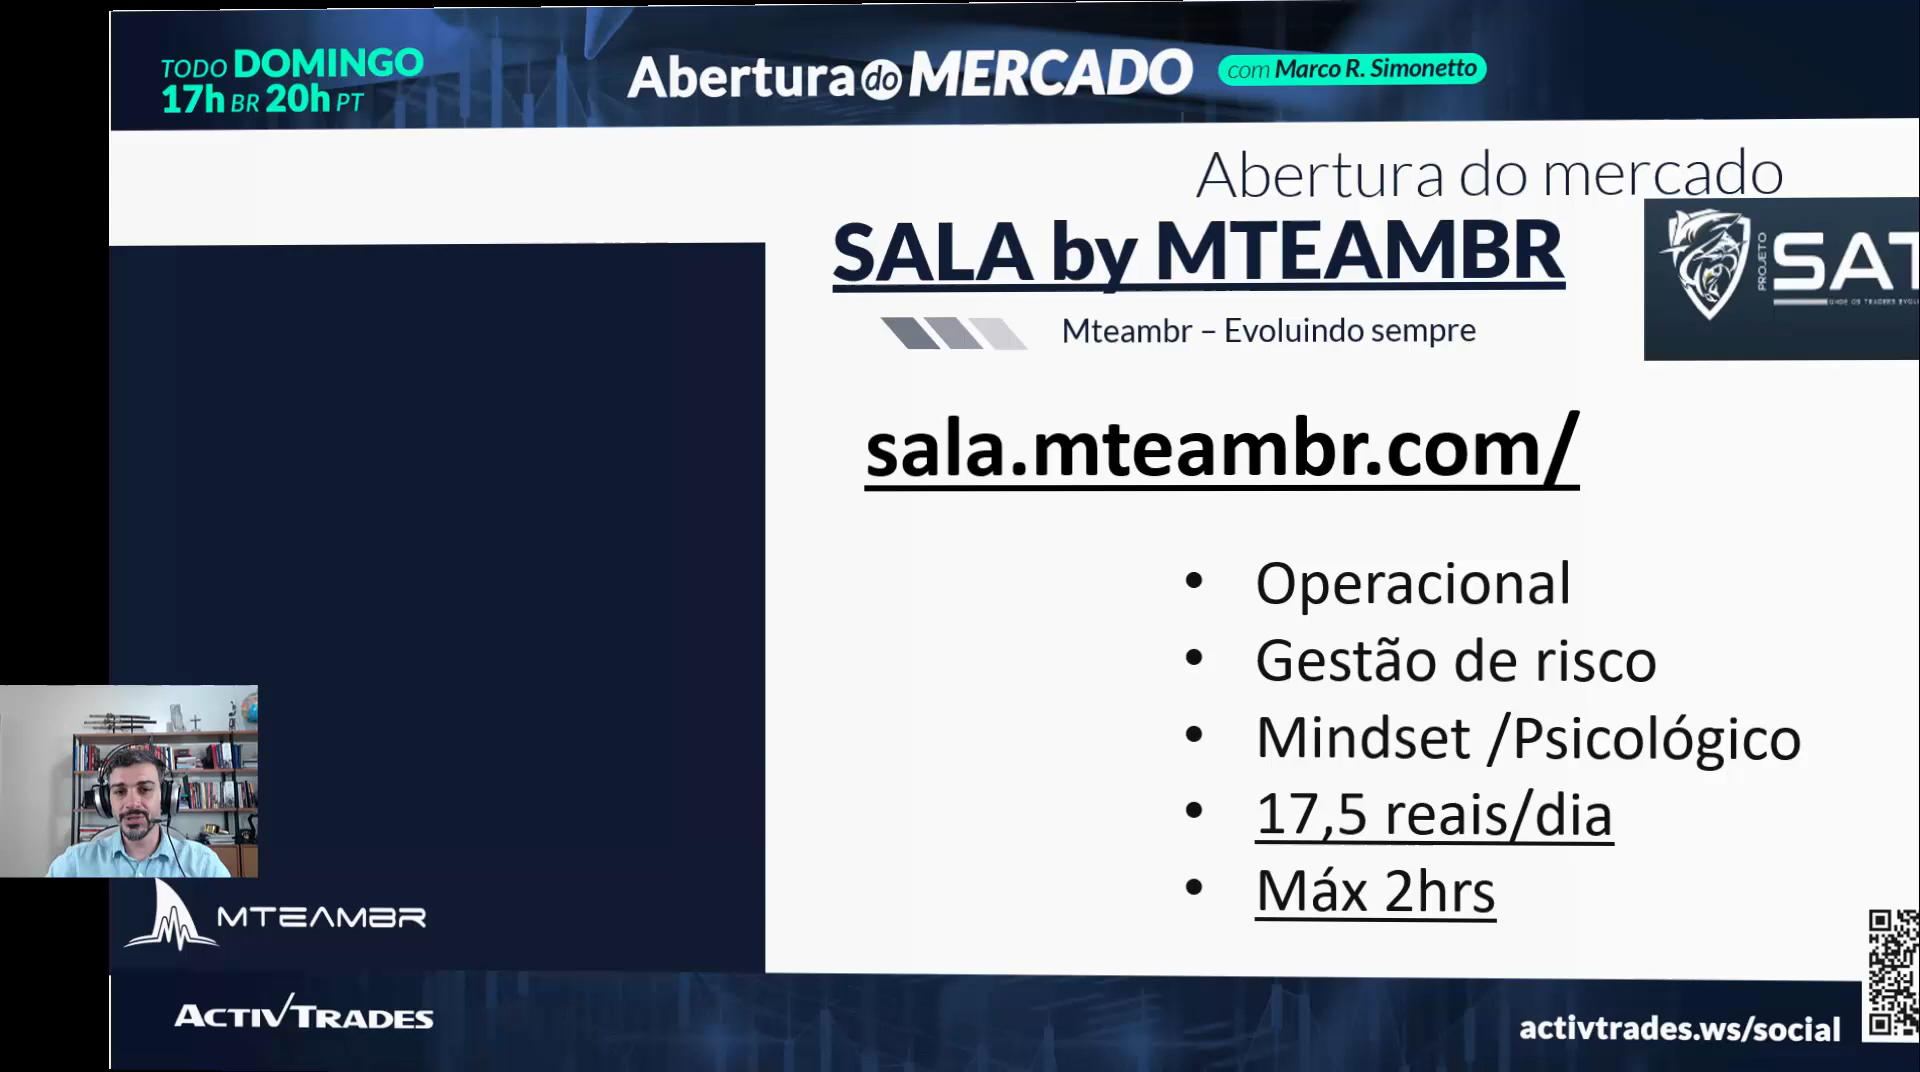 TODO DOMINGO
17h BR 20h PT
Abertura do MERCADO
com Marco R. Simonetto
Abertura do mercado
SALA by MTEAMBR
PROJETO
SAT
Mteambr – Evoluindo sempre
sala.mteambr.com/
• Operacional
• Gestão de risco
• Mindset /Psicológico
• 17,5 reais/dia
• Máx 2hrs
MTEAMBR
ACTIVTRADES
activtrades.ws/social